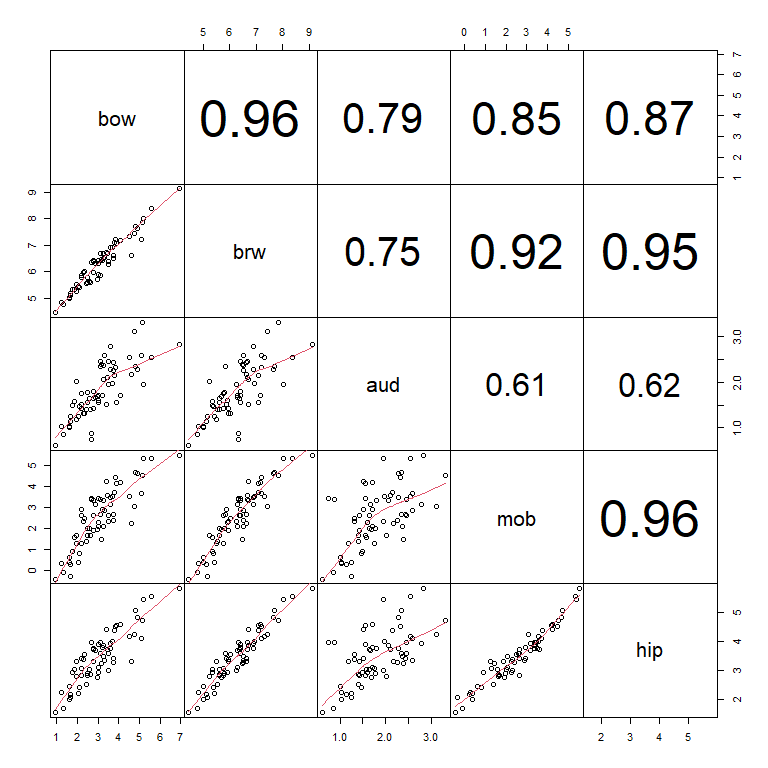 5 6 7 8 9 0 1 2 3 4 5
bow 0.96 0.79 0.85 0.87
1 2 3 4 5 6 7
5 6 7 8 9
brw 0.75 0.92 0.95
aud 0.61 0.62
1.0 2.0 3.0
0 1 2 3 4 5
mob 0.96
hip
2 3 4 5
1 2 3 4 5 6 7 1.0 2.0 3.0 2 3 4 5